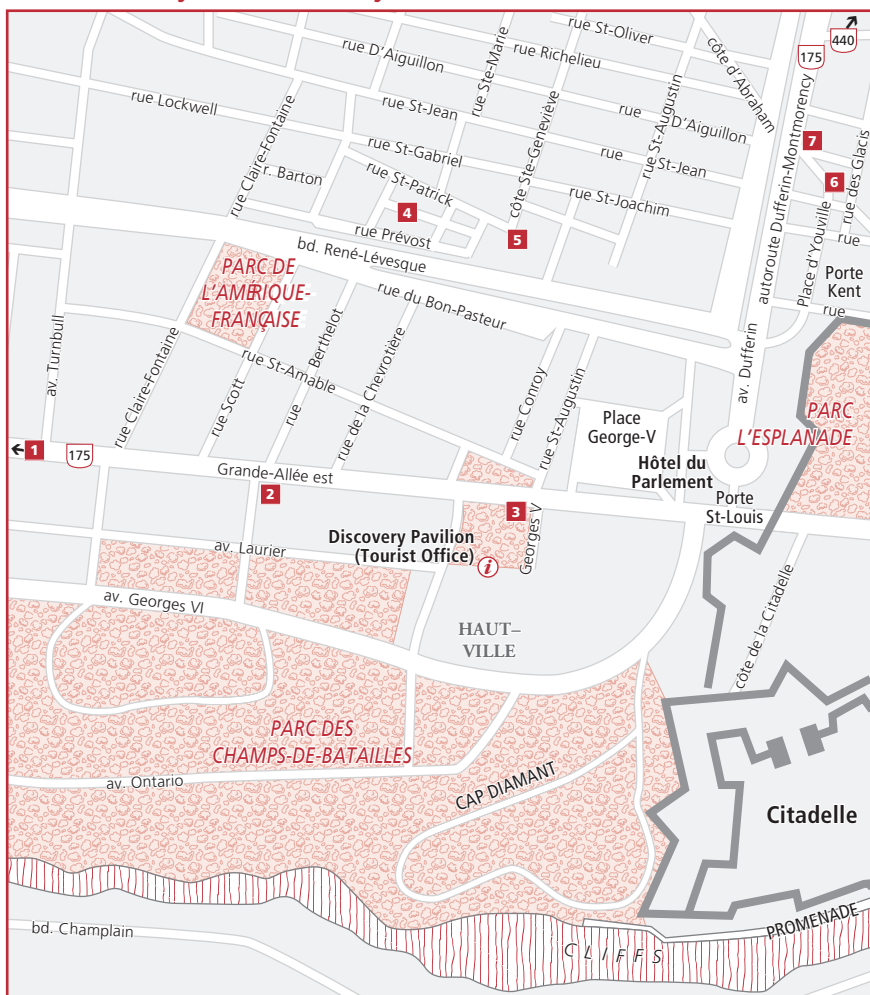 440
175
rue St-Oliver
côte d'Abraham
rue Ste-Marie
rue Richelieu
rue D'Aiguillon
autoroute Dufferin-Montmorency
rue Lockwell
rue St-Jean
rue D'Aiguillon
rue St-Augustin
rue des Glacis
7
rue Claire-Fontaine
rue St-Gabriel
côte Ste-Geneviève
rue St-Jean
6
r. Barton
rue St-Patrick
rue St-Joachim
4
Place d'Youville
rue Prévost
5
rue
bd. René-Lévesque
PARC DE
L'AMÉRIQUE-
FRANÇAISE
Porte
Kent
rue du Bon-Pasteur
rue
av. Turnbull
rue Claire-Fontaine
rue Scott
rue Berthelot
rue de la Chevrotière
rue St-Amable
rue Conroy
rue St-Augustin
av. Dufferin
Place
George-V
PARC
L'ESPLANADE
1
175
Grande-Allée est
Hôtel du
Parlement
2
3
Porte
St-Louis
Georges V
Discovery Pavilion
(Tourist Office)
i
av. Laurier
av. Georges VI
HAUT–
VILLE
côte de la Citadelle
PARC DES
CHAMPS-DE-BATAILLES
av. Ontario
CAP DIAMANT
Citadelle
bd. Champlain
CLIFFS
PROMENADE